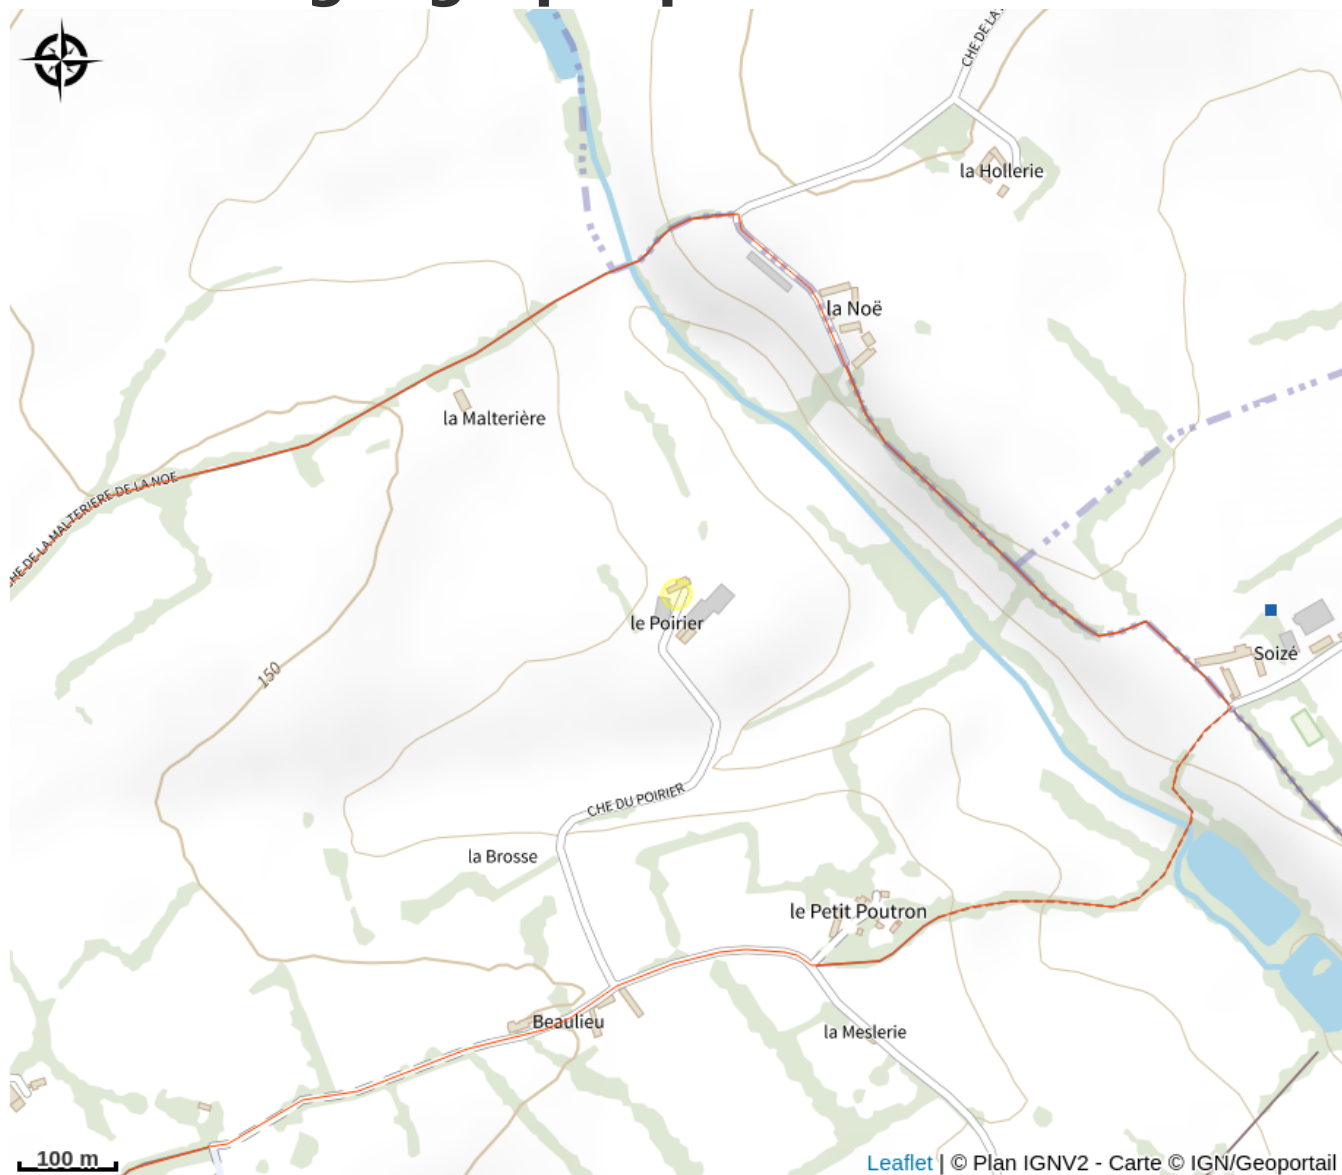 CHE DE LA
la Hollerie
la Noë
la Malterière
CHE DE LA MALTERIERE DE LA NOE
le Poirier
Soizé
150
CHE DU POIRIER
la Brosse
le Petit Poutron
Beaulieu
la Meslerie
100 m
Leaflet | © Plan IGNV2 - Carte © IGN/Geoportail